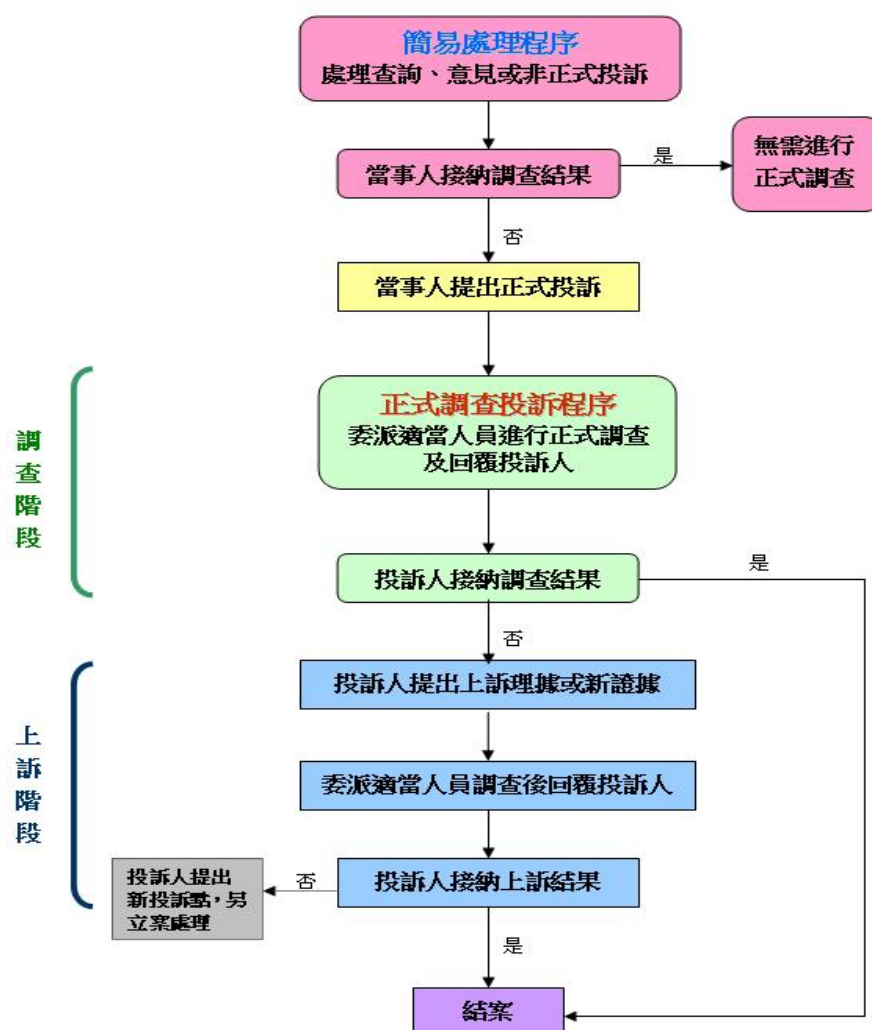 簡易處理程序
處理查詢、意見或非正式投訴
當事人接納調查結果
是
無需進行
正式調查
否
當事人提出正式投訴
調查階段
正式調查投訴程序
委派適當人員進行正式調查
及回覆投訴人
投訴人接納調查結果
是
否
上訴階段
投訴人提出上訴理據或新證據
委派適當人員調查後回覆投訴人
投訴人接納上訴結果
否
投訴人提出
新投訴點，另
立案處理
是
結案